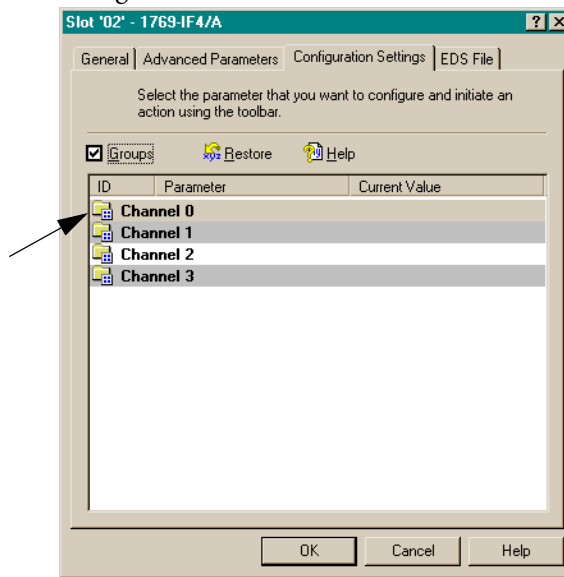 Slot '02' - 1769-IF4/A
General Advanced Parameters Configuration Settings EDS File
Select the parameter that you want to configure and initiate an
action using the toolbar.
Groups Restore Help
ID Parameter Current Value
Channel 0
Channel 1
Channel 2
Channel 3
OK Cancel Help